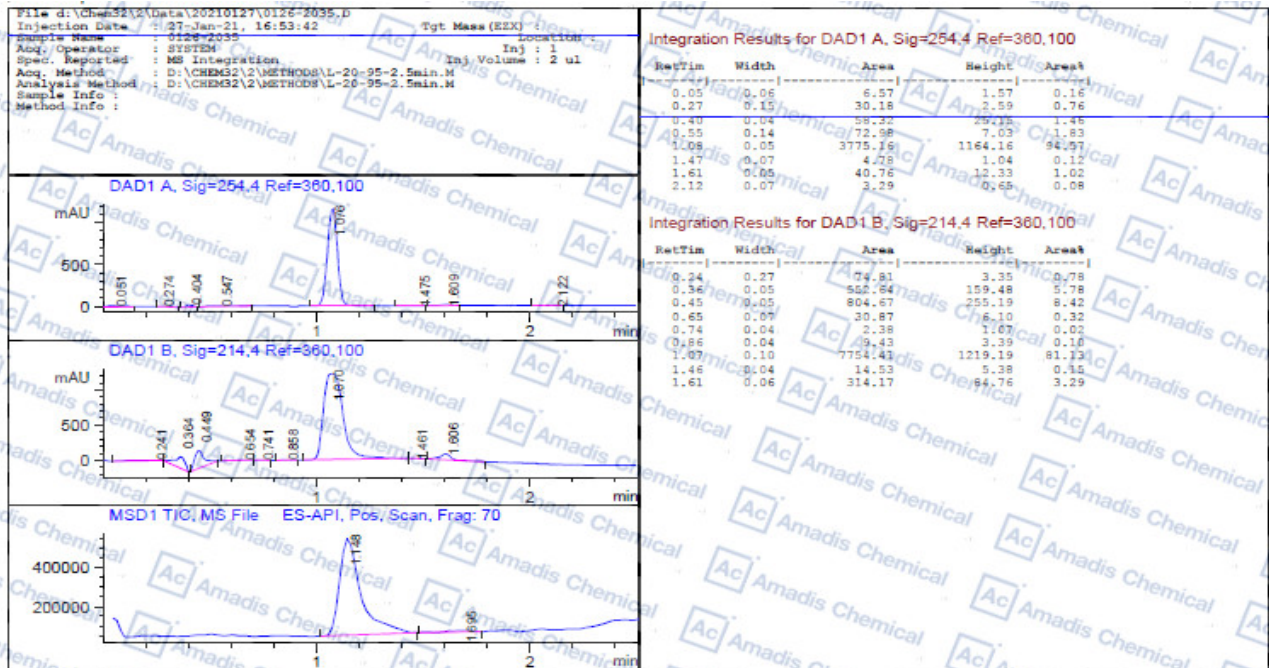 File d:\Chem32\2\Data\20210127\0126-2035.D
Injection Date : 27-Jan-21, 16:53:42 Tgt Mass(EZX) :
Sample Name : 0126-2035 Location :
Acq. Operator : SYSTEM Inj : 1
Spec. Reported : MS Integration Inj Volume : 2 ul
Acq. Method : D:\CHEM32\2\METHODS\L-20-95-2.5min.M
Analysis Method : D:\CHEM32\2\METHODS\L-20-95-2.5min.M
Sample Info :
Method Info :
DAD1 A, Sig=254,4 Ref=360,100
mAU
500
0
0.051
0.274
0.404
0.547
1.076
1.475
1.609
2.122
1
2
min
DAD1 B, Sig=214,4 Ref=360,100
mAU
500
0
0.241
0.364
0.449
0.654
0.741
0.858
1.070
1.461
1.606
1
2
min
MSD1 TIC, MS File ES-API, Pos, Scan, Frag: 70
400000
200000
1.148
1.695
1
2
min
Integration Results for DAD1 A, Sig=254,4 Ref=360,100
RetTim Width Area Height Area%
0.05 0.06 6.57 1.57 0.16
0.27 0.15 30.18 2.59 0.76
0.40 0.04 58.32 25.15 1.46
0.55 0.14 72.98 7.03 1.83
1.08 0.05 3775.16 1164.16 94.57
1.47 0.07 4.78 1.04 0.12
1.61 0.05 40.76 12.33 1.02
2.12 0.07 3.29 0.65 0.08
Integration Results for DAD1 B, Sig=214,4 Ref=360,100
RetTim Width Area Height Area%
0.24 0.27 74.81 3.35 0.78
0.36 0.05 552.64 159.48 5.78
0.45 0.05 804.67 255.19 8.42
0.65 0.07 30.87 6.10 0.32
0.74 0.04 2.38 1.07 0.02
0.86 0.04 9.43 3.39 0.10
1.07 0.10 7754.41 1219.19 81.13
1.46 0.04 14.53 5.38 0.15
1.61 0.06 314.17 84.76 3.29
Ac Amadis Chemical